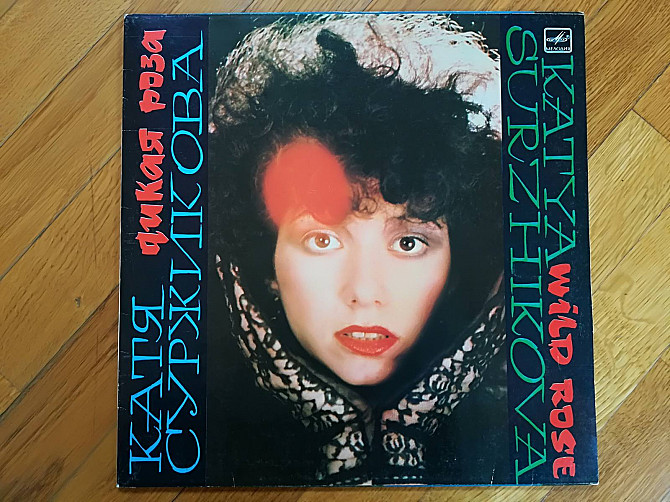 КАТЯ
СУРЖИКОВА
дикая роза
МЕЛОДИЯ
KATYA
SURZHIKOVA
WILD ROSE